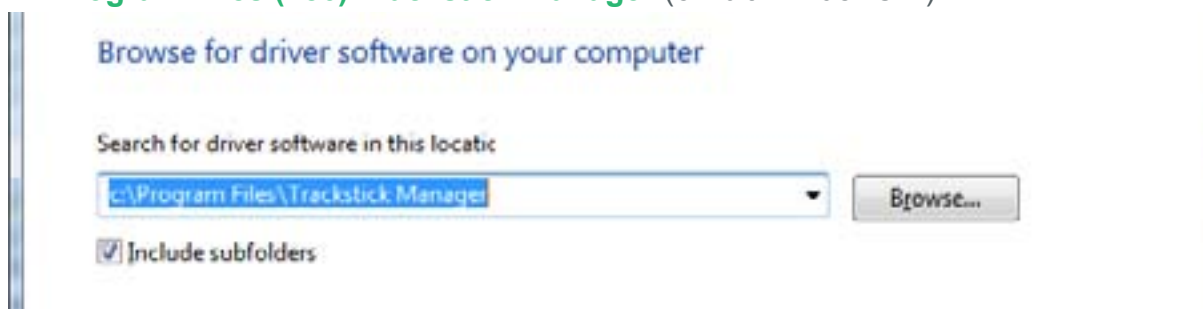 Browse for driver software on your computer
Search for driver software in this locatic
c:\Program Files\Trackstick Manager
Browse...
Include subfolders